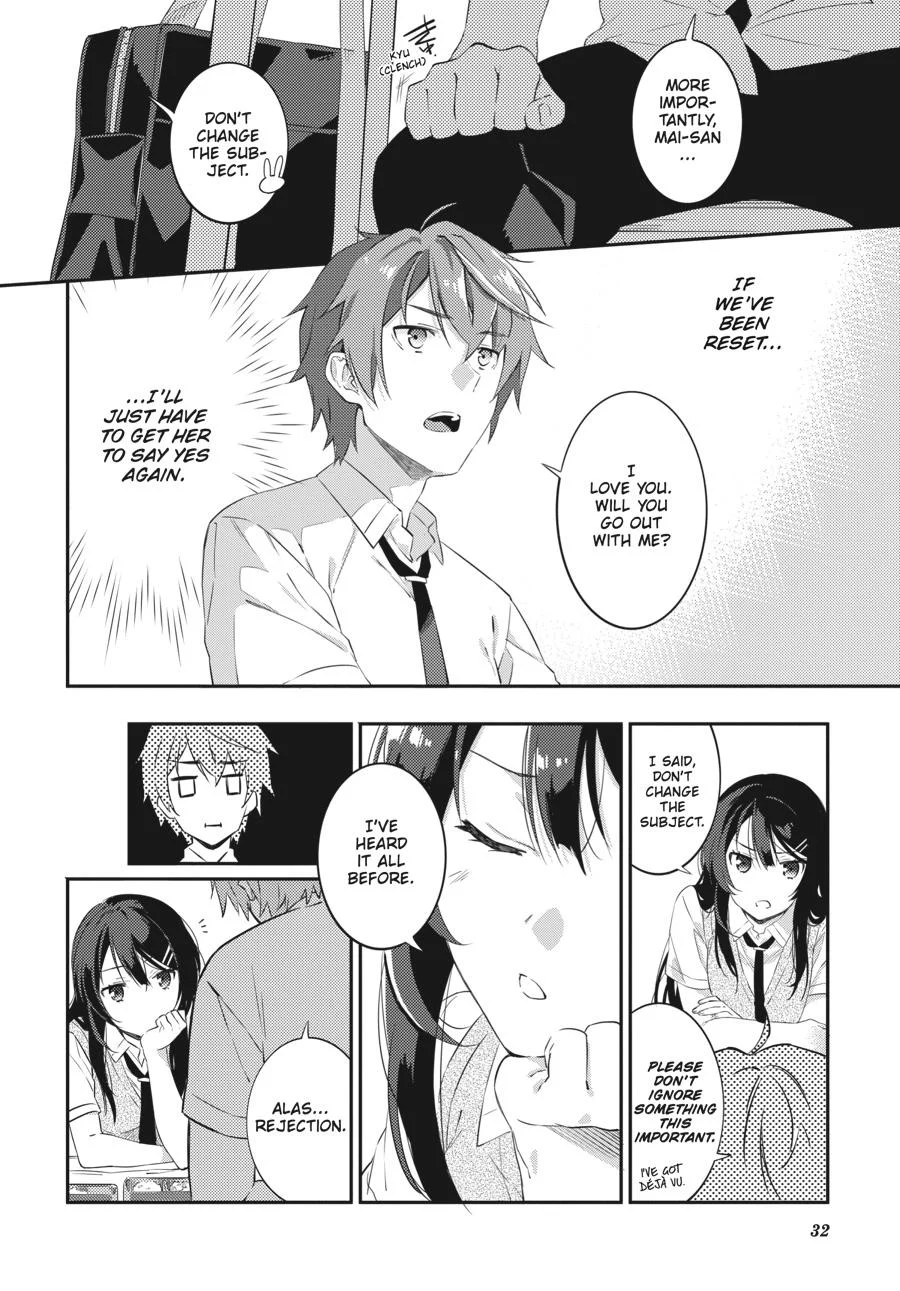 MORE
IMPOR-
TANTLY,
MAI-SAN
...
キュ
KYU
(CLENCH)
DON'T
CHANGE
THE SUB-
JECT.
IF
WE'VE
BEEN
RESET...
I
LOVE YOU.
WILL YOU
GO OUT
WITH ME?
...I'LL
JUST HAVE
TO GET HER
TO SAY YES
AGAIN.
I SAID,
DON'T
CHANGE
THE
SUBJECT.
PLEASE
DON'T
IGNORE
SOMETHING
THIS
IMPORTANT.
I'VE GOT
DÉJÀ VU.
I'VE
HEARD
IT ALL
BEFORE.
ALAS...
REJECTION.
32